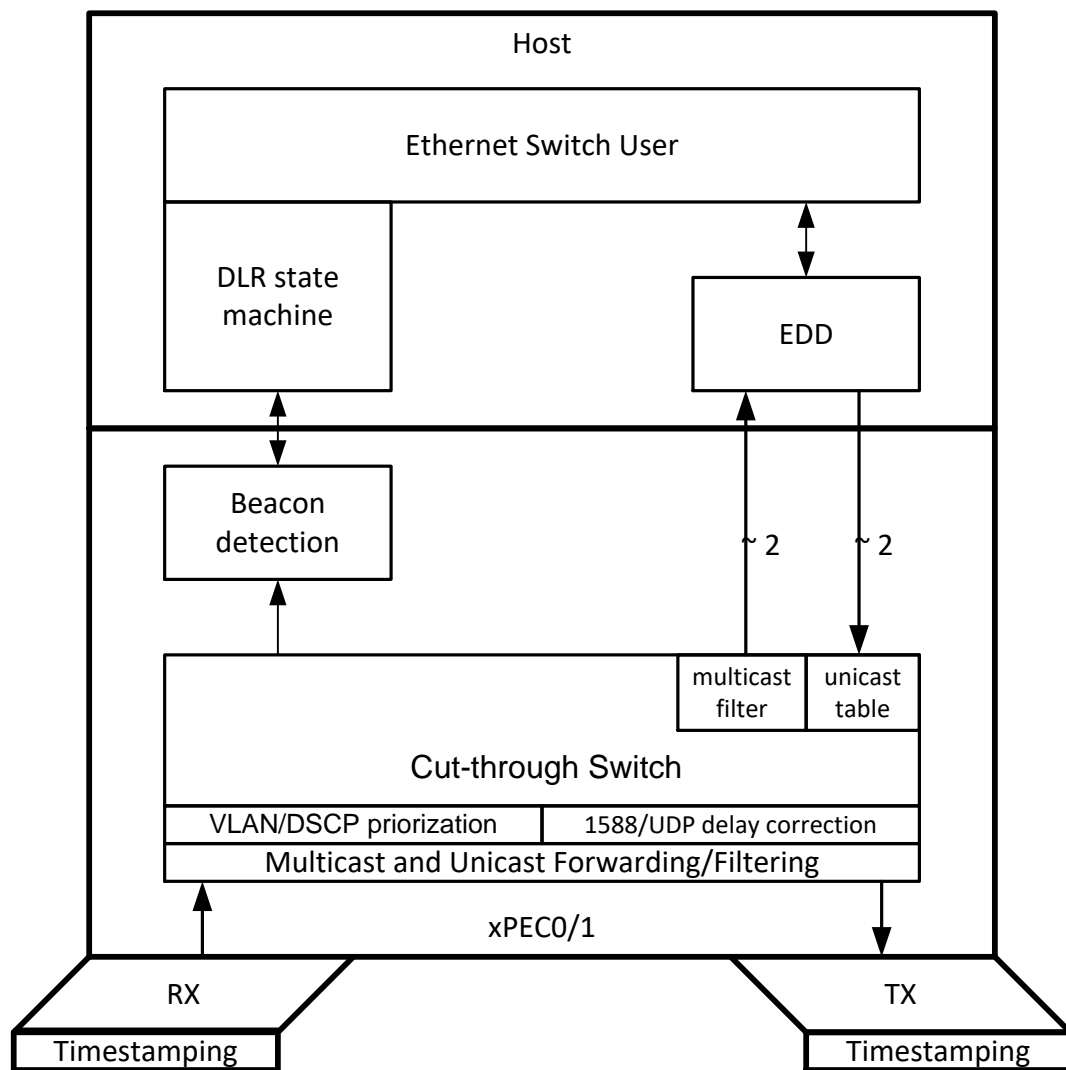 Host
Ethernet Switch User
DLR state
machine
EDD
Beacon
detection
~ 2
~ 2
multicast
filter
unicast
table
Cut-through Switch
VLAN/DSCP priorization
1588/UDP delay correction
Multicast and Unicast Forwarding/Filtering
xPEC0/1
RX
TX
Timestamping
Timestamping